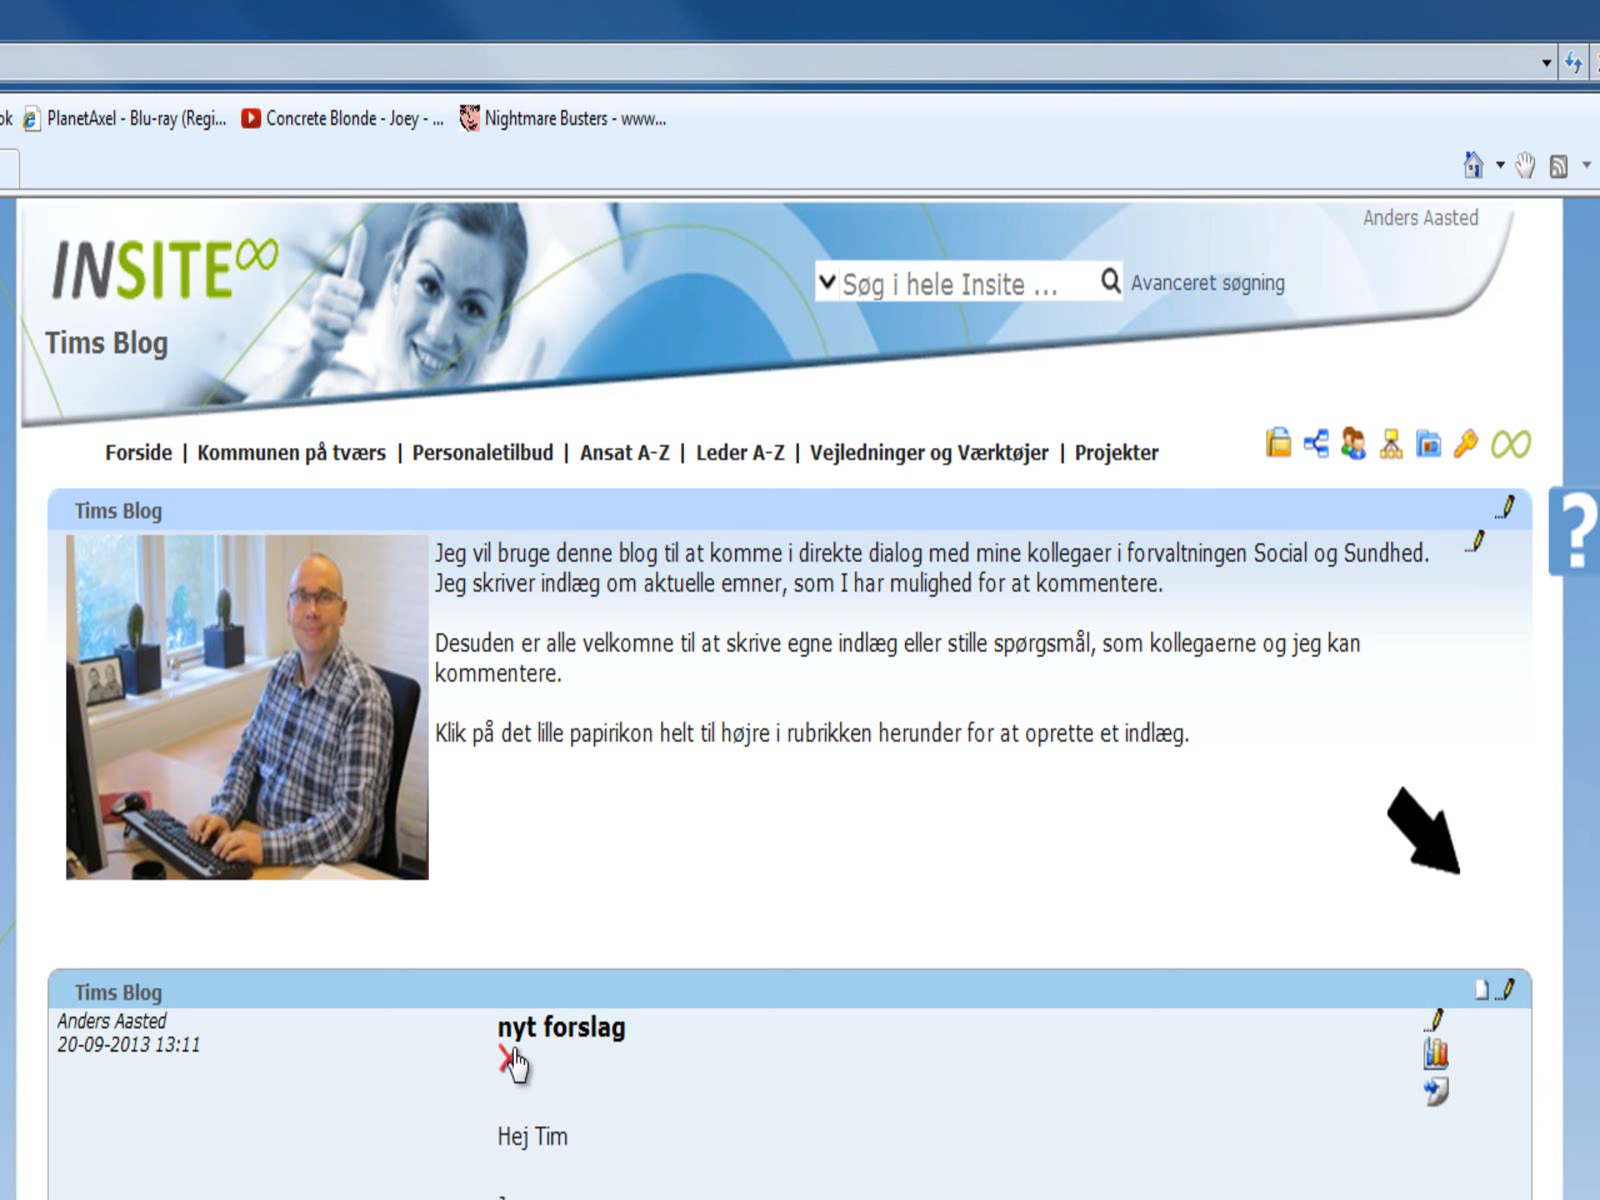 ok PlanetAxel - Blu-ray (Regi... Concrete Blonde - Joey - ... Nightmare Busters - www...
Anders Aasted
INSITE
Søg i hele Insite ... Avanceret søgning
Tims Blog
Forside | Kommunen på tværs | Personaletilbud | Ansat A-Z | Leder A-Z | Vejledninger og Værktøjer | Projekter
Tims Blog
?
Jeg vil bruge denne blog til at komme i direkte dialog med mine kollegaer i forvaltningen Social og Sundhed.
Jeg skriver indlæg om aktuelle emner, som I har mulighed for at kommentere.
Desuden er alle velkomne til at skrive egne indlæg eller stille spørgsmål, som kollegaerne og jeg kan
kommentere.
Klik på det lille papirikon helt til højre i rubrikken herunder for at oprette et indlæg.
Tims Blog
Anders Aasted
20-09-2013 13:11
nyt forslag
Hej Tim